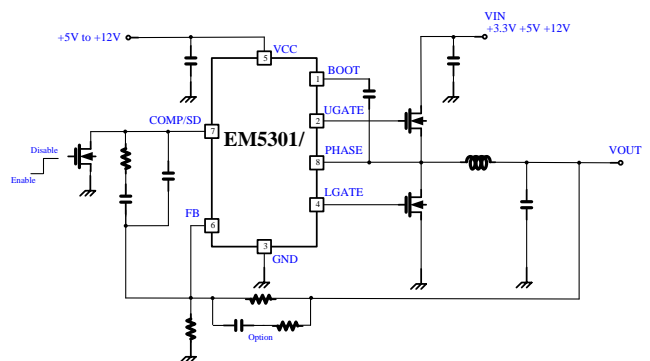 VIN
+3.3V +5V +12V
+5V to +12V
VCC
5
BOOT
1
UGATE
2
COMP/SD
7
EM5301/
Disable
Enable
PHASE
8
VOUT
LGATE
4
FB
6
3
GND
Option